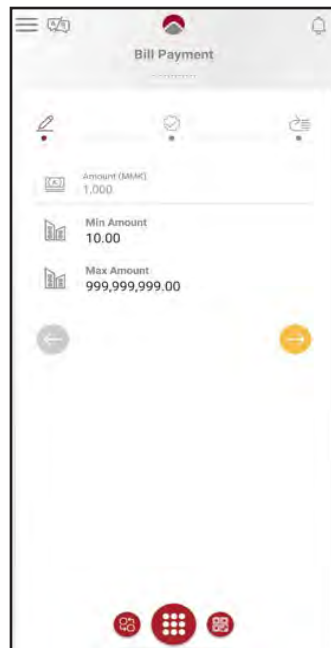 Bill Payment
Amount (MMK)
1,000
Min Amount
10.00
Max Amount
999,999,999.00